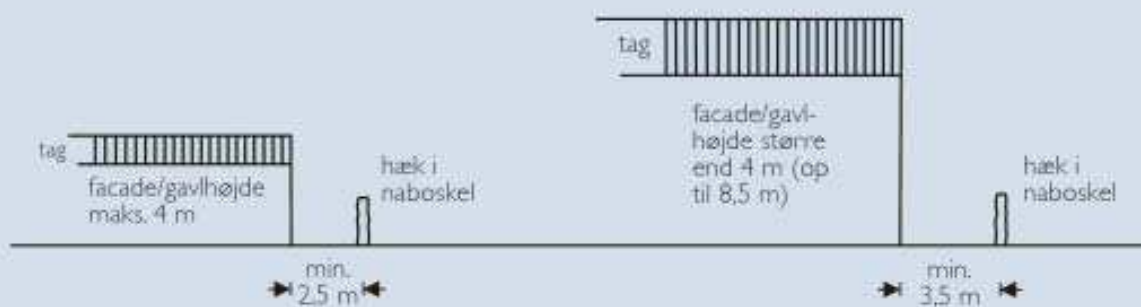 tag
facade/gavlhøjde
maks. 4 m
hæk i
naboskel
min.
2,5 m
tag
facade/gavl-
højde større
end 4 m (op
til 8,5 m)
hæk i
naboskel
min.
3,5 m